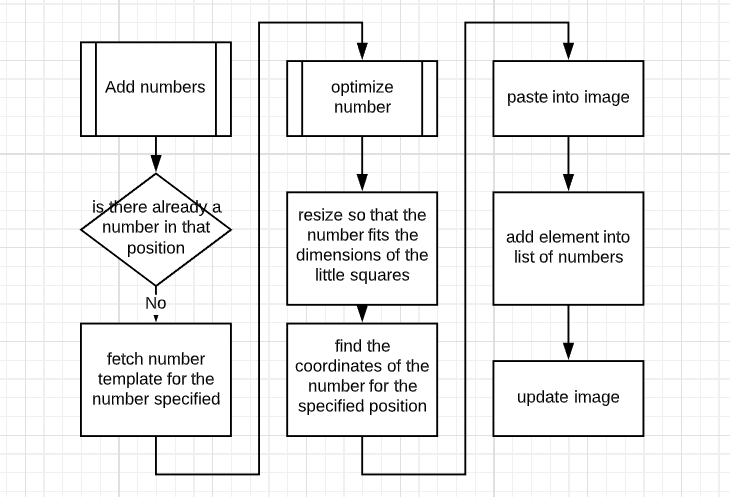 Add numbers
is there already a
number in that
position
No
fetch number
template for the
number specified
optimize
number
resize so that the
number fits the
dimensions of the
little squares
find the
coordinates of the
number for the
specified position
paste into image
add element into
list of numbers
update image